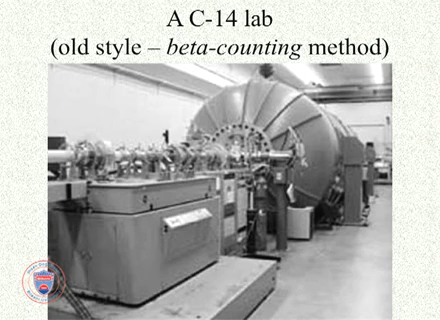 A C-14 lab
(old style – beta-counting method)